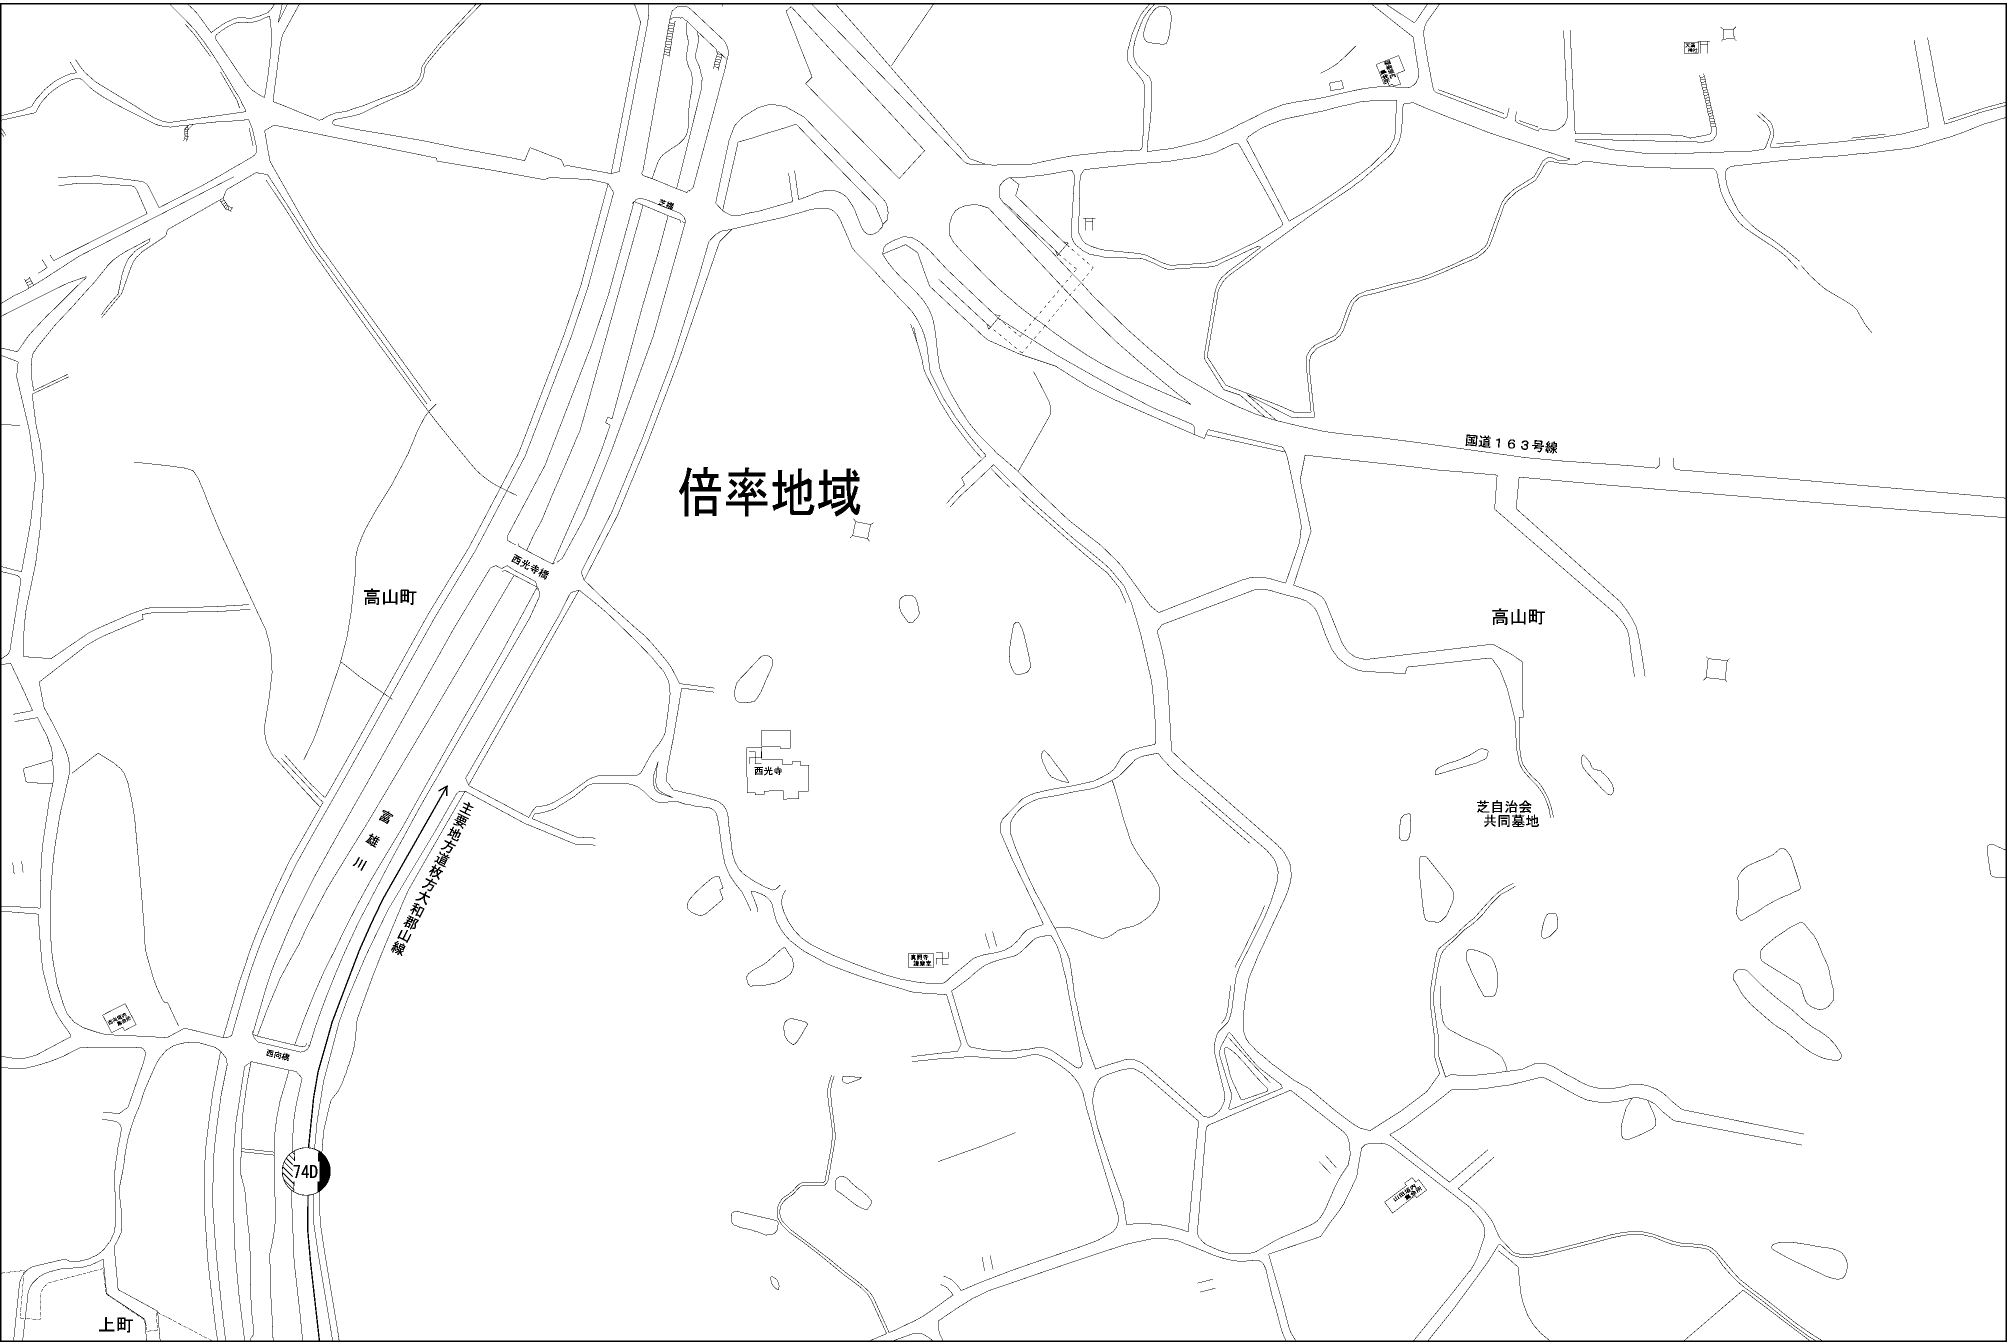 芝橋
国道１６３号線
倍率地域
西光寺橋
高山町
高山町
西光寺
芝自治会
共同墓地
富雄川
主要地方道枚方大和郡山線
西向橋
74D
上町